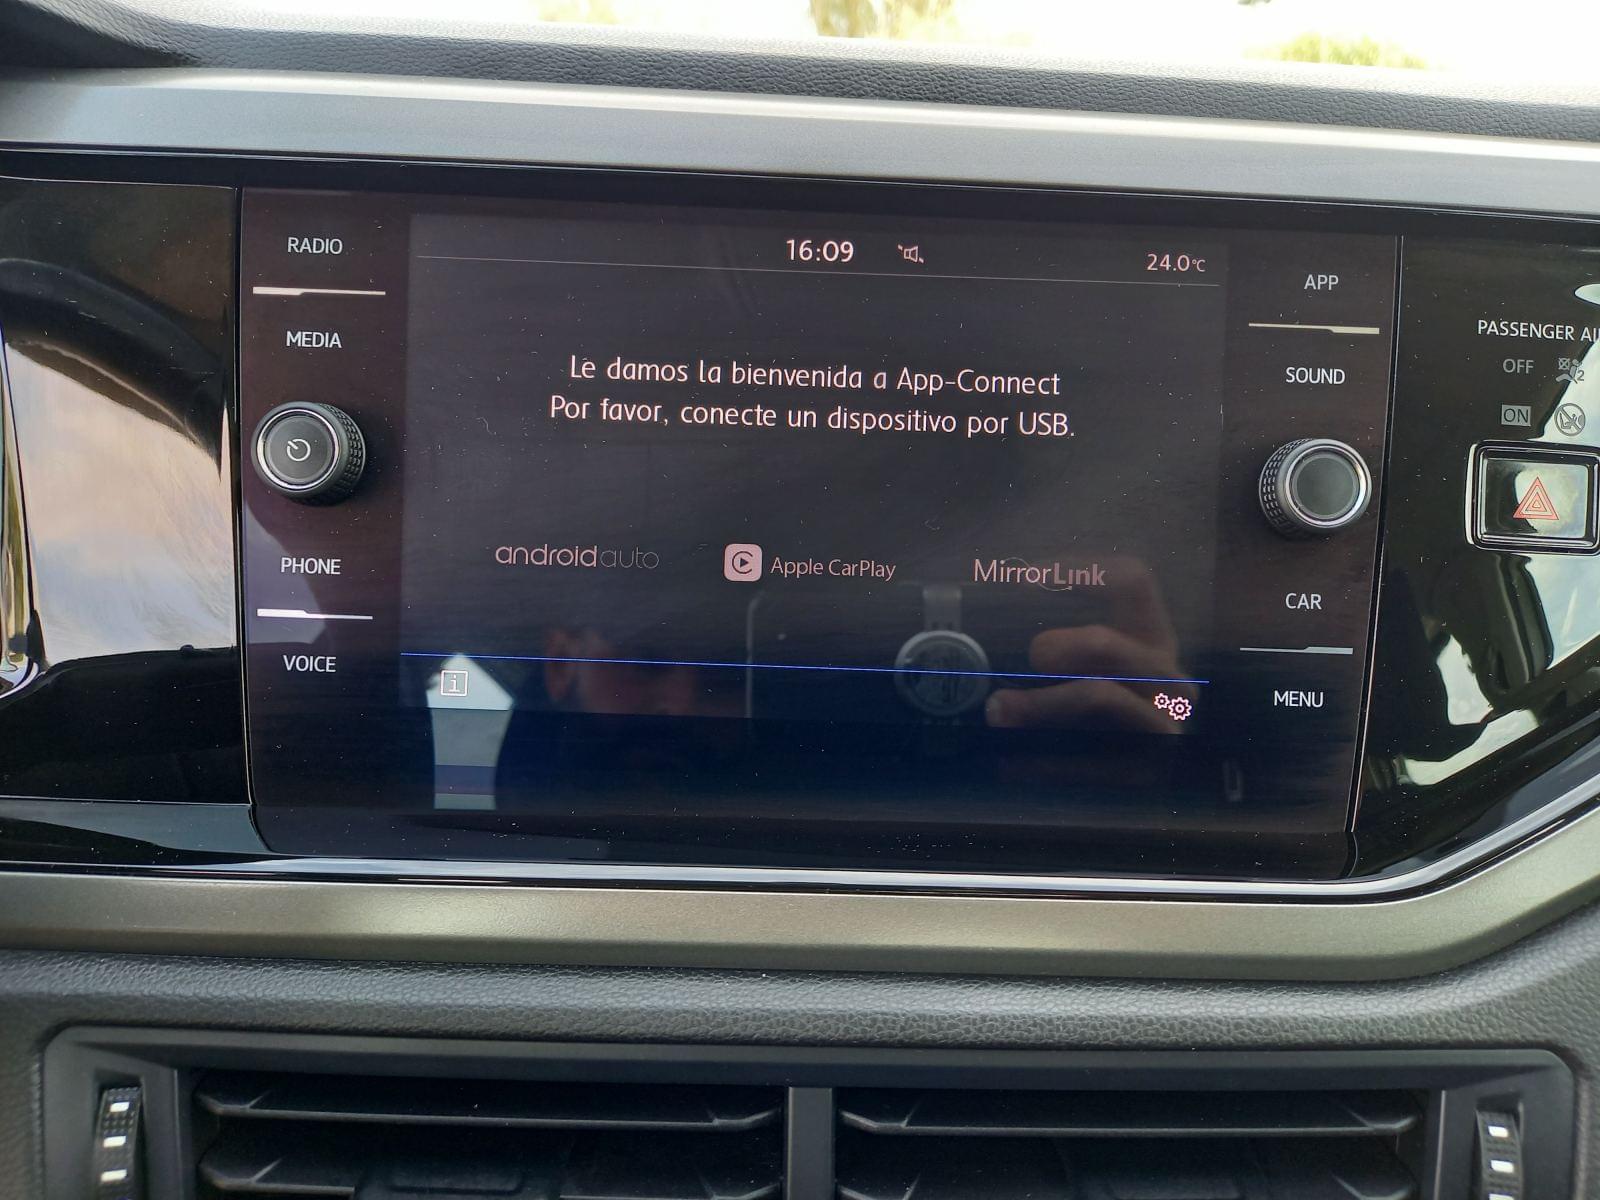 RADIO
MEDIA
PHONE
VOICE
16:09
24.0°C
Le damos la bienvenida a App-Connect
Por favor, conecte un dispositivo por USB.
androidauto
Apple CarPlay
MirrorLink
APP
SOUND
CAR
MENU
PASSENGER AI
OFF
2
ON